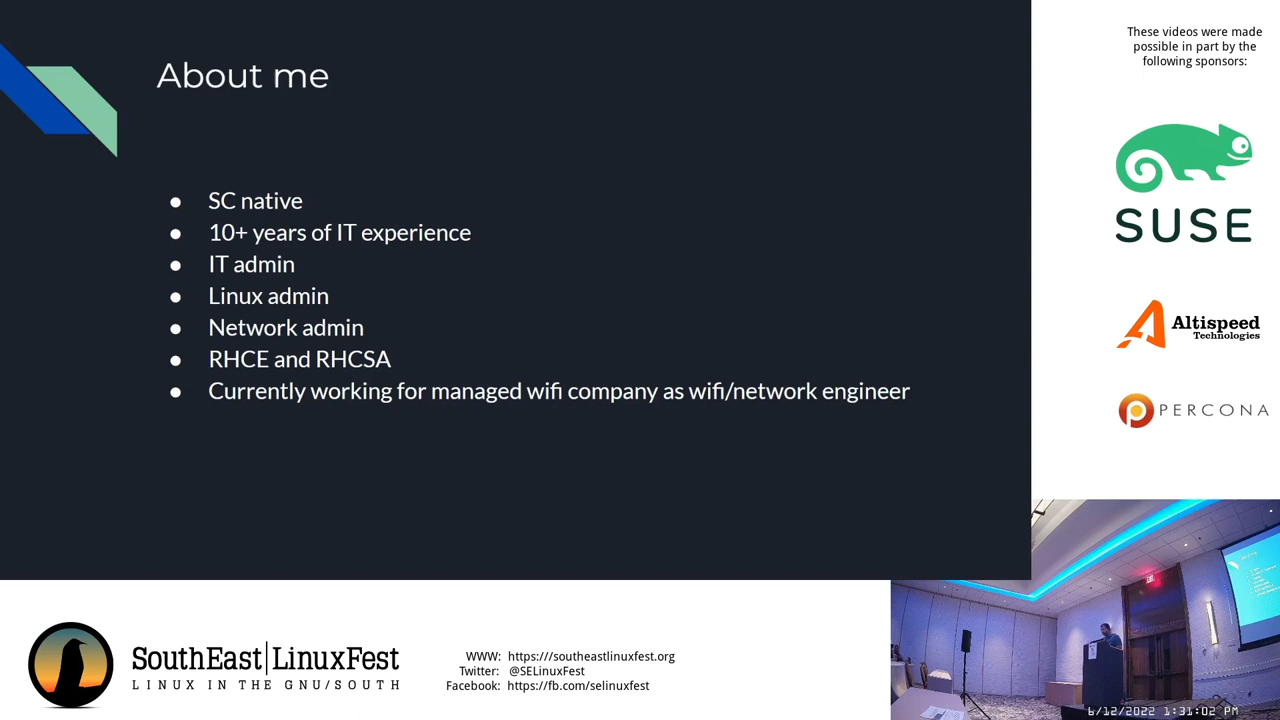 About me
SC native
10+ years of IT experience
IT admin
Linux admin
Network admin
RHCE and RHCSA
Currently working for managed wifi company as wifi/network engineer
These videos were made
possible in part by the
following sponsors:
SUSE
Altispeed
Technologies
PERCONA
SouthEast|LinuxFest
LINUX IN THE GNU/SOUTH
WWW: https:///southeastlinuxfest.org
Twitter: @SELinuxFest
Facebook: https://fb.com/selinuxfest
6/12/2022 1:31:02 PM